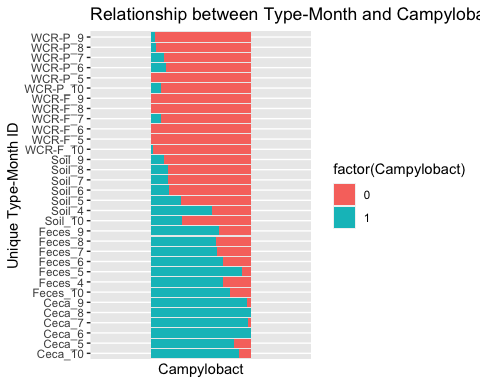 Relationship between Type-Month and Campyloba
Unique Type-Month ID
WCR-P_9
WCR-P_8
WCR-P_7
WCR-P_6
WCR-P_5
WCR-P_10
WCR-F_9
WCR-F_8
WCR-F_7
WCR-F_6
WCR-F_5
WCR-F_10
Soil_9
Soil_8
Soil_7
Soil_6
Soil_5
Soil_4
Soil_10
Feces_9
Feces_8
Feces_7
Feces_6
Feces_5
Feces_4
Feces_10
Ceca_9
Ceca_8
Ceca_7
Ceca_6
Ceca_5
Ceca_10
Campylobact
factor(Campylobact)
0
1